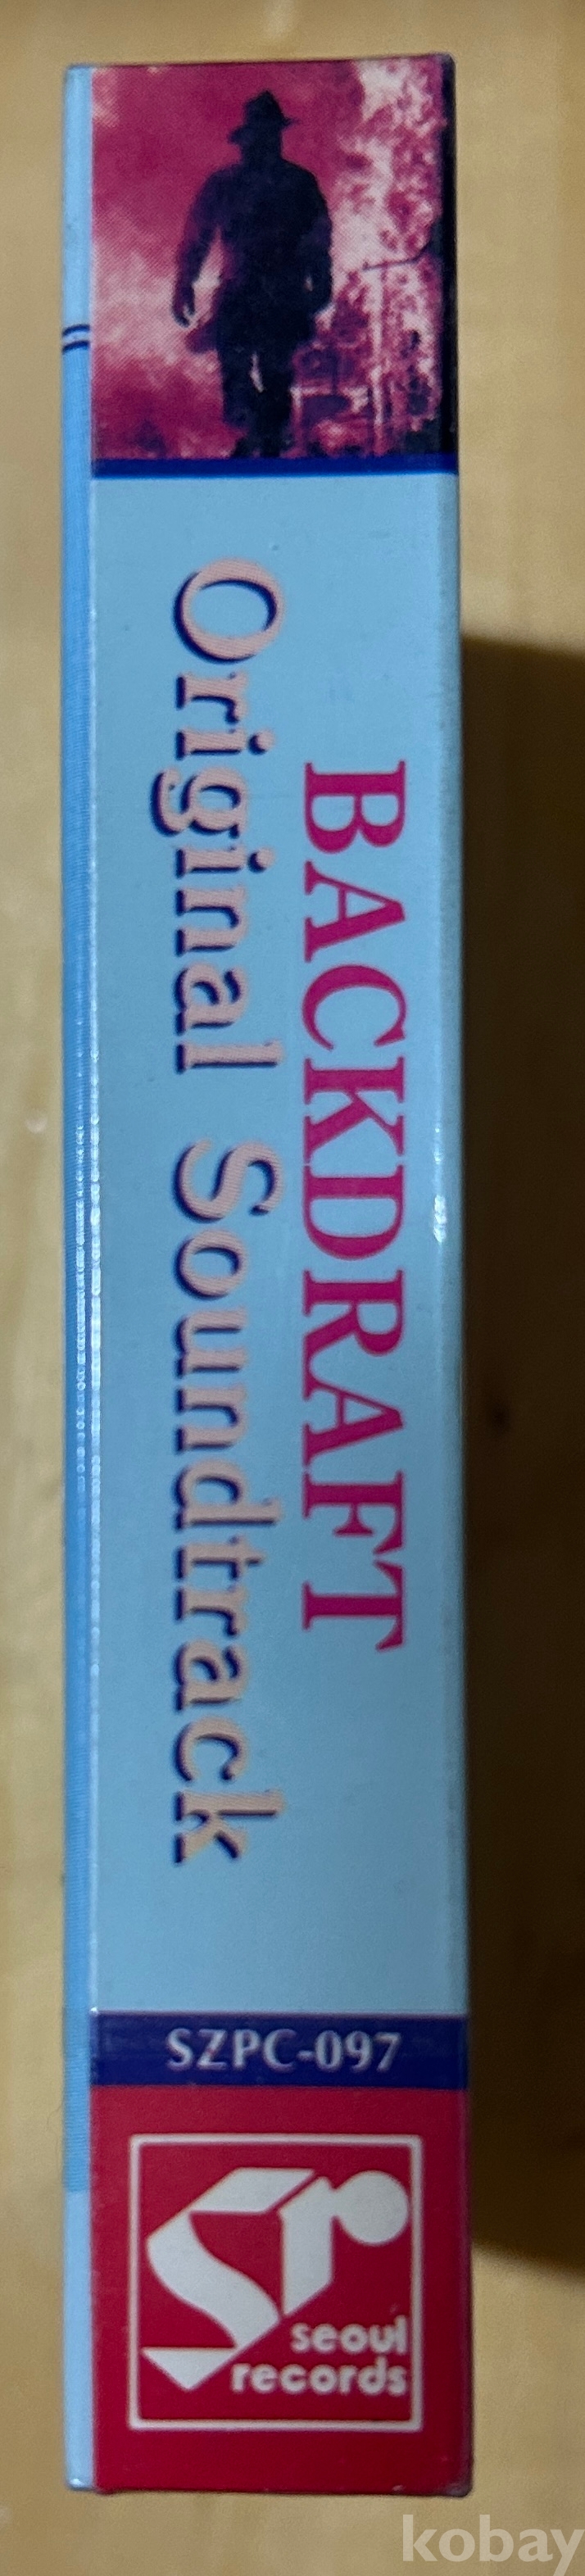 BACKDRAFT
Original Soundtrack
SZPC-097
seoul
records
kobay